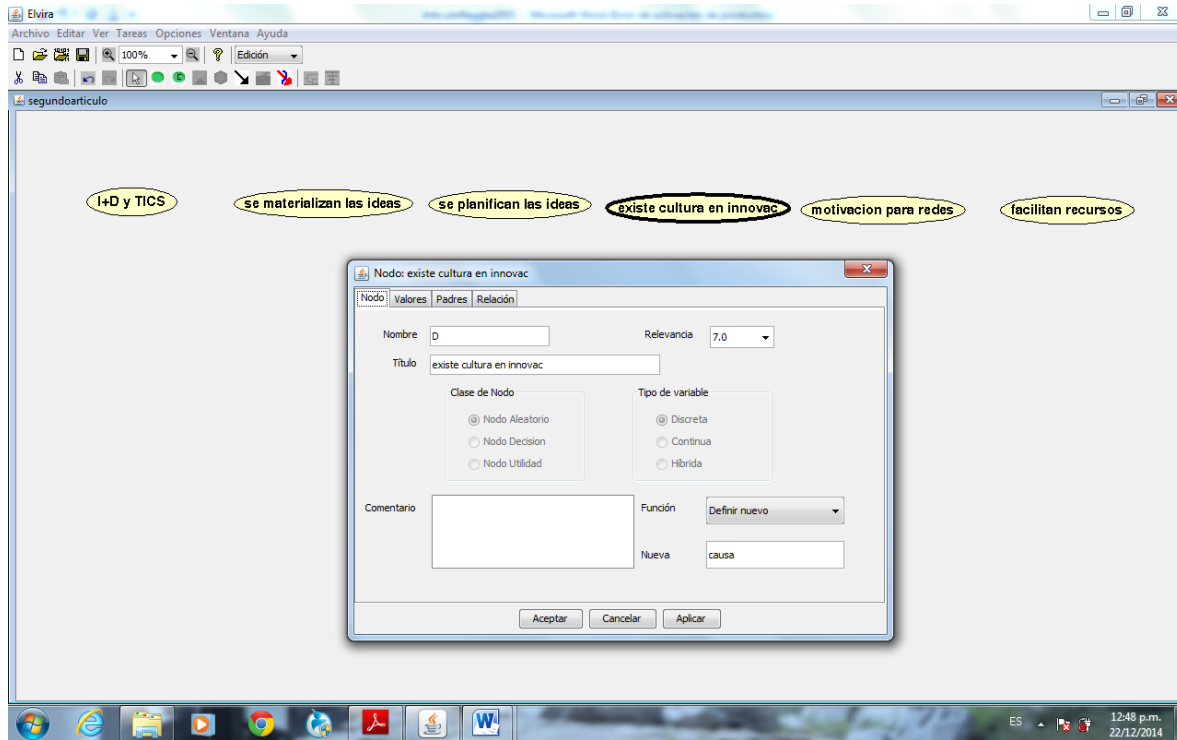 Elvira
Archivo Editar Ver Tareas Opciones Ventana Ayuda
100% Edición
segundoarticulo
I+D y TICS
se materializan las ideas
se planifican las ideas
existe cultura en innovac
motivacion para redes
facilitan recursos
Nodo: existe cultura en innovac
Nodo Valores Padres Relación
Nombre D Relevancia 7.0
Título existe cultura en innovac
Clase de Nodo Tipo de variable
Nodo Aleatorio Discreta
Nodo Decision Continua
Nodo Utilidad Híbrida
Comentario Función Definir nuevo
Nueva causa
Aceptar Cancelar Aplicar
ES 12:48 p.m.
22/12/2014